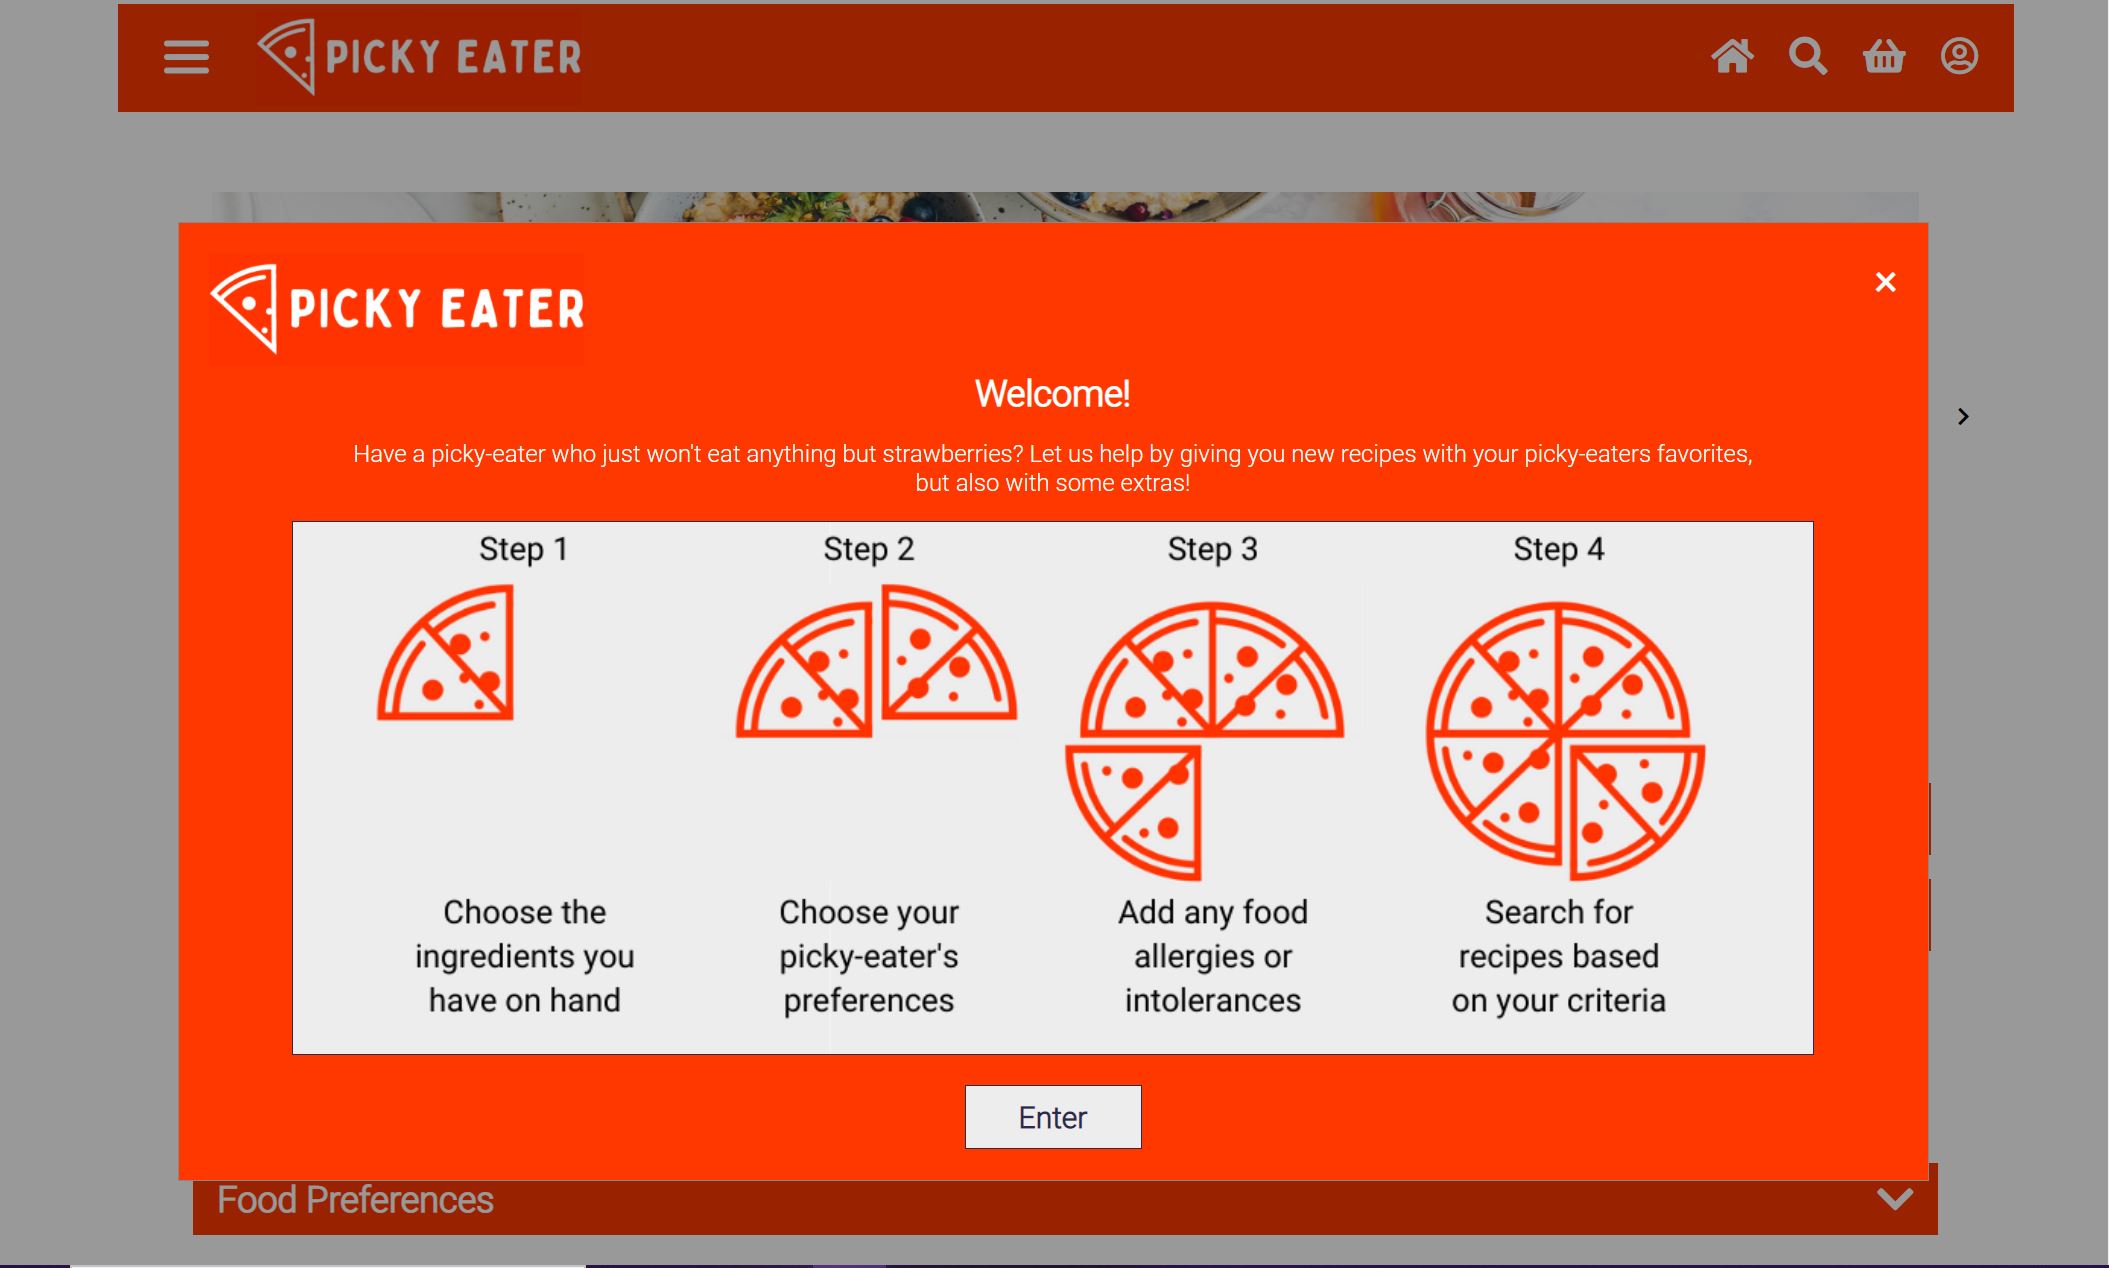 PICKY EATER
PICKY EATER
Welcome!
Have a picky-eater who just won't eat anything but strawberries? Let us help by giving you new recipes with your picky-eaters favorites,
but also with some extras!
Step 1
Step 2
Step 3
Step 4
Choose the
ingredients you
have on hand
Choose your
picky-eater's
preferences
Add any food
allergies or
intolerances
Search for
recipes based
on your criteria
Enter
Food Preferences